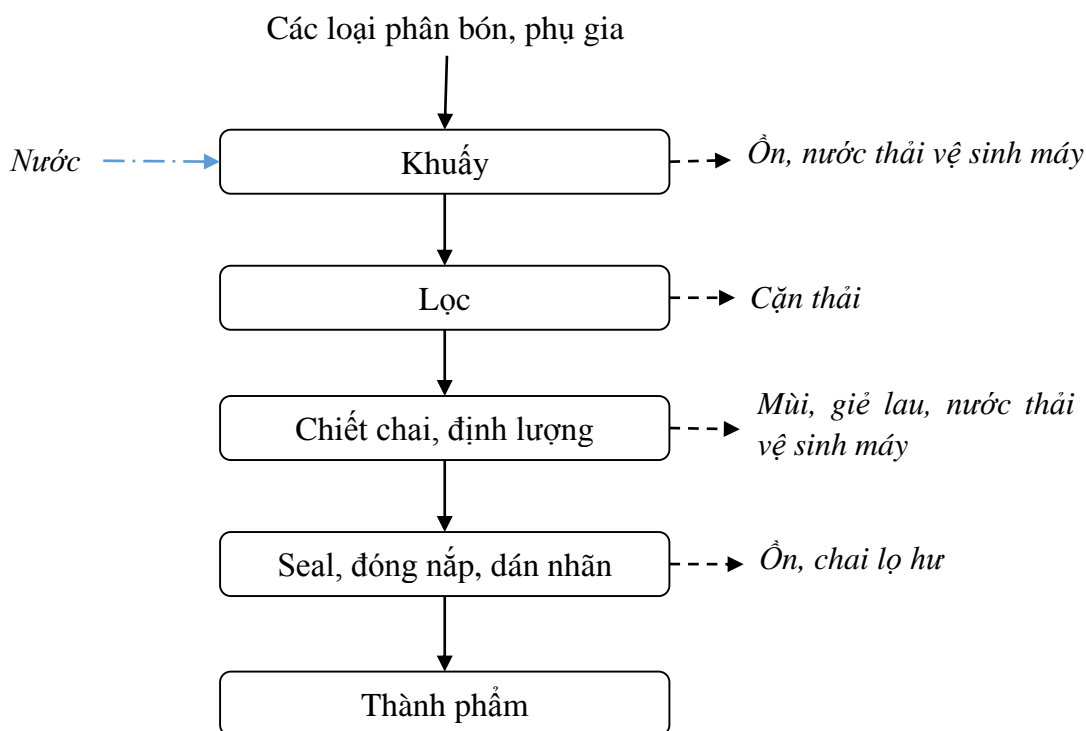 Các loại phân bón, phụ gia
Nước
Khuấy
Ồn, nước thải vệ sinh máy
Lọc
Cặn thải
Chiết chai, định lượng
Mùi, giẻ lau, nước thải
vệ sinh máy
Seal, đóng nắp, dán nhãn
Ồn, chai lọ hư
Thành phẩm